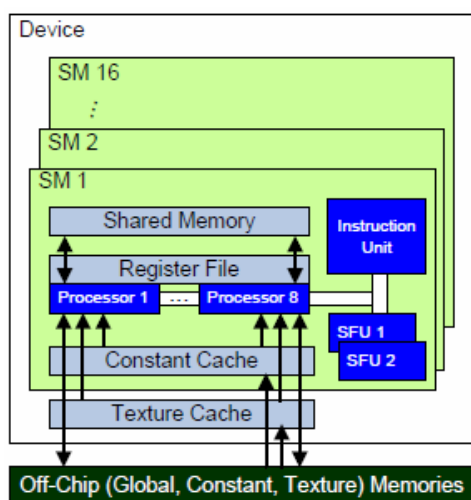 Device
SM 16
⋮
SM 2
SM 1
Shared Memory
Register File
Processor 1 ... Processor 8
Instruction
Unit
SFU 1
SFU 2
Constant Cache
Texture Cache
Off-Chip (Global, Constant, Texture) Memories